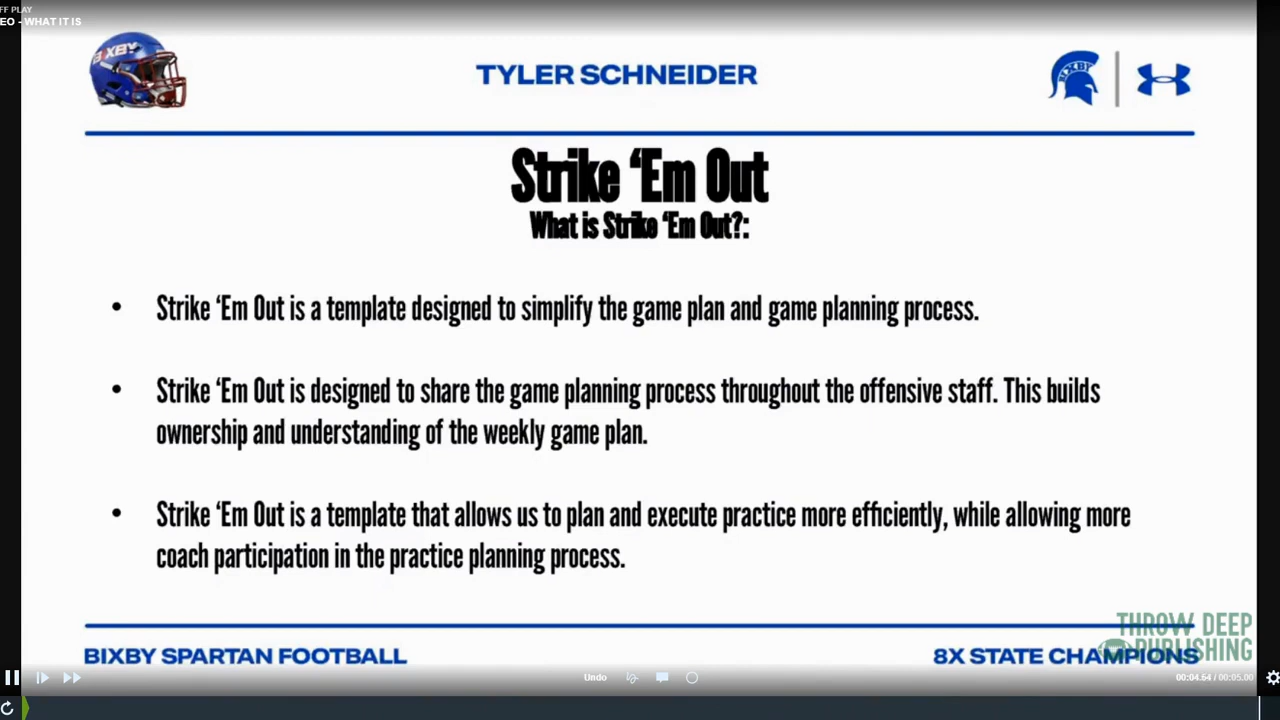 FF PLAY
EO - WHAT IT IS
BIXBY
TYLER SCHNEIDER
BIXBY
Strike ‘Em Out
What is Strike ‘Em Out?:
• Strike ‘Em Out is a template designed to simplify the game plan and game planning process.
• Strike ‘Em Out is designed to share the game planning process throughout the offensive staff. This builds
ownership and understanding of the weekly game plan.
• Strike ‘Em Out is a template that allows us to plan and execute practice more efficiently, while allowing more
coach participation in the practice planning process.
THROW DEEP
PUBLISHING
BIXBY SPARTAN FOOTBALL
8X STATE CHAMPIONS
Undo
00:04.64 / 00:05.00